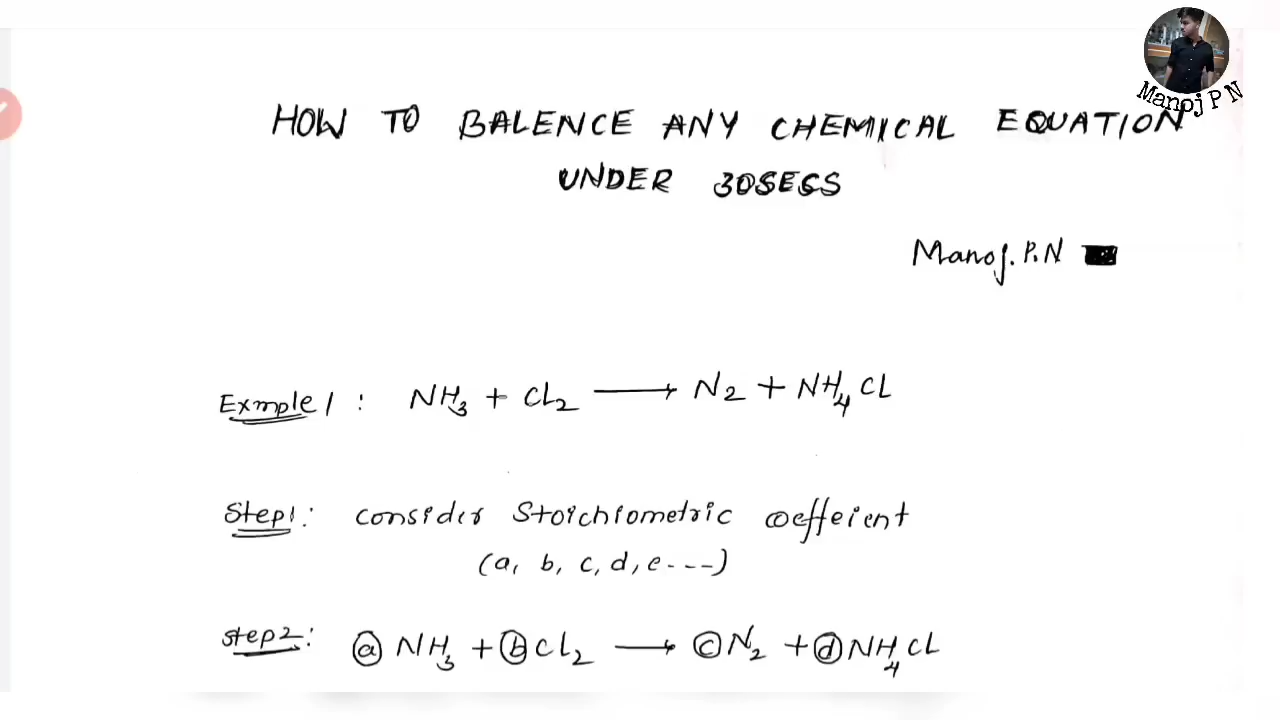 Manoj P N
HOW TO BALENCE ANY CHEMICAL EQUATION
UNDER 30SECS
Manoj. P.N
Exmple 1 : NH₃ + CL₂ ⟶ N₂ + NH₄CL
Step1: consider Stoichiometric coeffeient
(a, b, c, d, e ----)
Step2: ⓐ NH₃ + ⓑ CL₂ ⟶ ⓒ N₂ + ⓓ NH₄CL